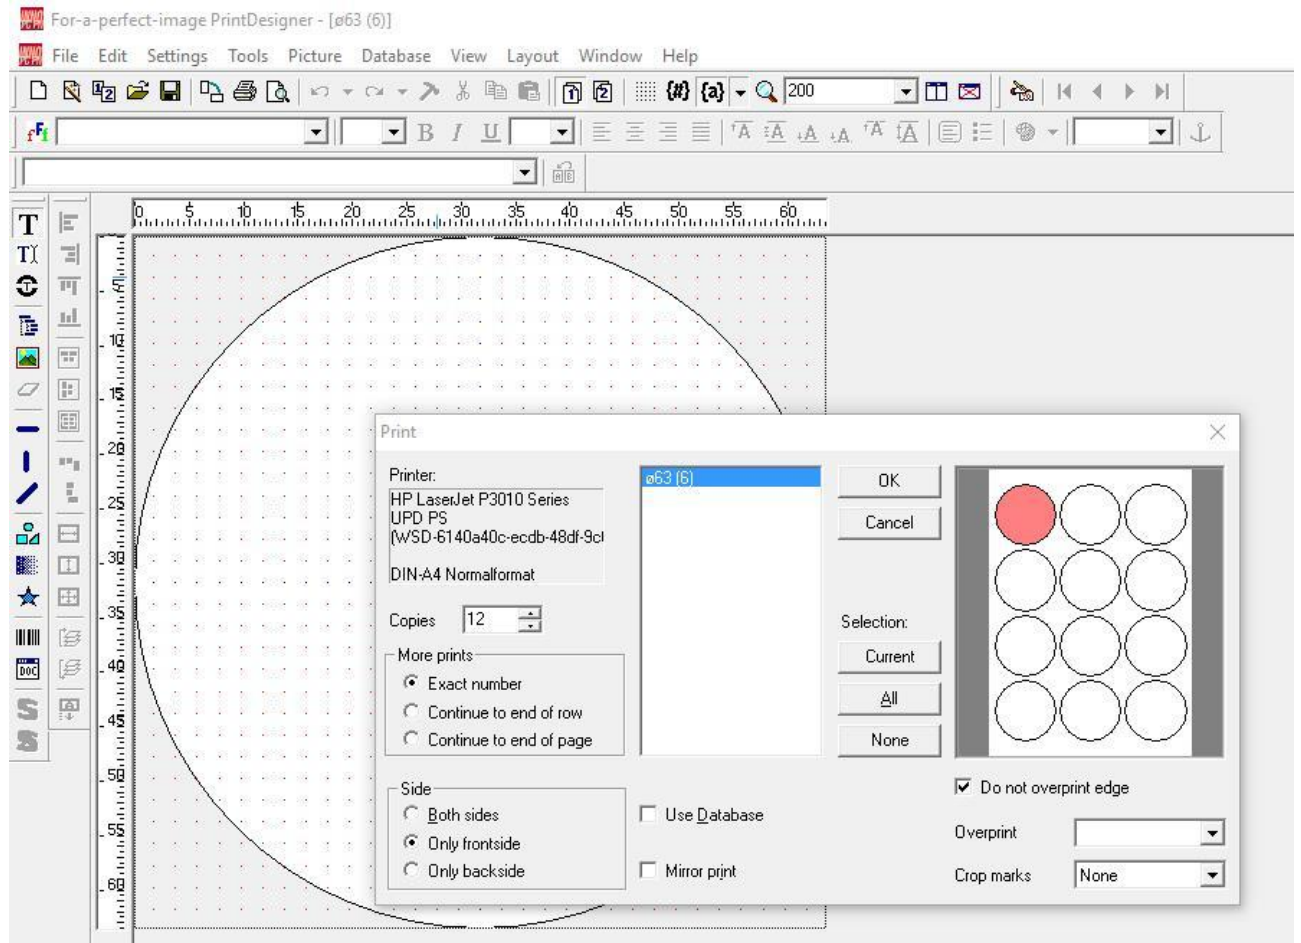 For-a-perfect-image PrintDesigner - [ø63 (6)]
File Edit Settings Tools Picture Database View Layout Window Help
200
B I U
0 5 10 15 20 25 30 35 40 45 50 55 60
5
10
15
20
25
30
35
40
45
50
55
60
DOC
Print
Printer:
HP LaserJet P3010 Series
UPD PS
DIN-A4 Normalformat
Copies 12
More prints
Exact number
Continue to end of row
Continue to end of page
Side
Both sides
Only frontside
Only backside
ø63 (6)
Use Database
Mirror print
OK
Cancel
Selection:
Current
All
None
Do not overprint edge
Overprint
Crop marks None